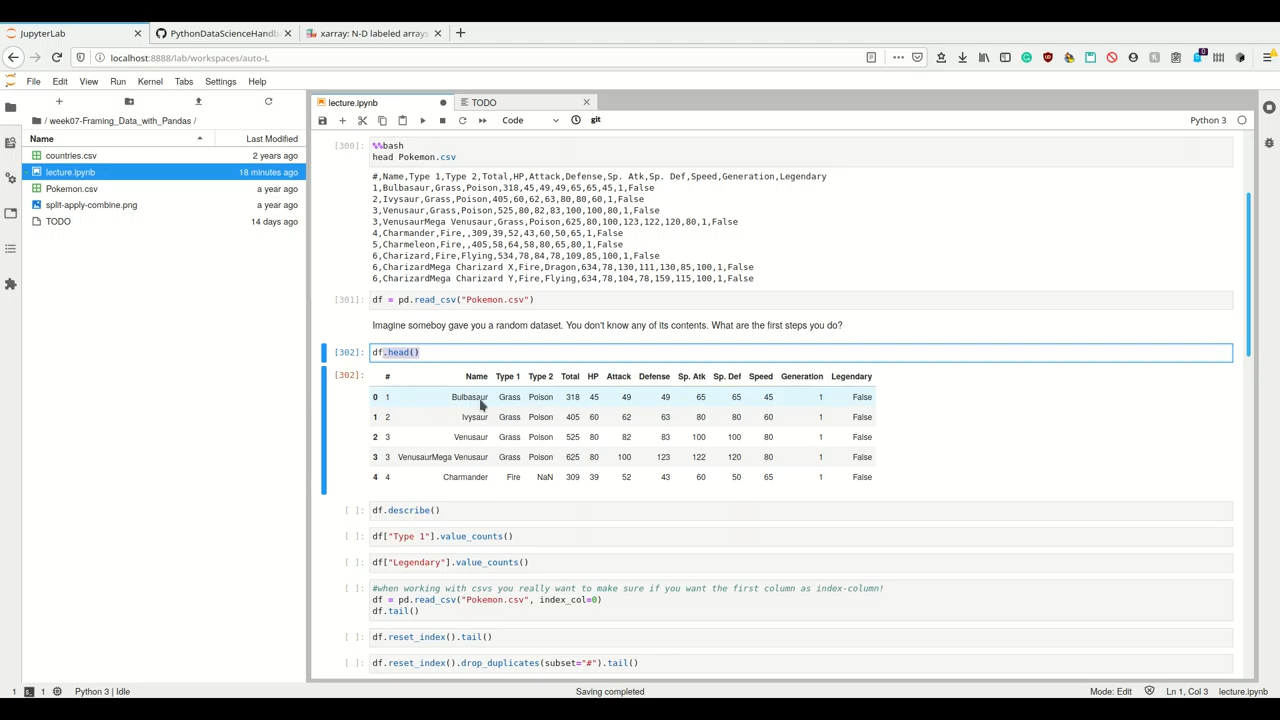 JupyterLab
PythonDataScienceHandb
xarray: N-D labeled arrays
localhost:8888/lab/workspaces/auto-L
File Edit View Run Kernel Tabs Settings Help
lecture.ipynb
TODO
Code
git
Python 3
/ week07-Framing_Data_with_Pandas /
Name Last Modified
countries.csv 2 years ago
lecture.ipynb 18 minutes ago
Pokemon.csv a year ago
split-apply-combine.png a year ago
TODO 14 days ago
[300]: %%bash
head Pokemon.csv
#,Name,Type 1,Type 2,Total,HP,Attack,Defense,Sp. Atk,Sp. Def,Speed,Generation,Legendary
1,Bulbasaur,Grass,Poison,318,45,49,49,65,65,45,1,False
2,Ivysaur,Grass,Poison,405,60,62,63,80,80,60,1,False
3,Venusaur,Grass,Poison,525,80,82,83,100,100,80,1,False
3,VenusaurMega Venusaur,Grass,Poison,625,80,100,123,122,120,80,1,False
4,Charmander,Fire,,309,39,52,43,60,50,65,1,False
5,Charmeleon,Fire,,405,58,64,58,80,65,80,1,False
6,Charizard,Fire,Flying,534,78,84,78,109,85,100,1,False
6,CharizardMega Charizard X,Fire,Dragon,634,78,130,111,130,85,100,1,False
6,CharizardMega Charizard Y,Fire,Flying,634,78,104,78,159,115,100,1,False
[301]: df = pd.read_csv("Pokemon.csv")
Imagine someboy gave you a random dataset. You don't know any of its contents. What are the first steps you do?
[302]: df.head()
[302]: # Name Type 1 Type 2 Total HP Attack Defense Sp. Atk Sp. Def Speed Generation Legendary
0 1 Bulbasaur Grass Poison 318 45 49 49 65 65 45 1 False
1 2 Ivysaur Grass Poison 405 60 62 63 80 80 60 1 False
2 3 Venusaur Grass Poison 525 80 82 83 100 100 80 1 False
3 3 VenusaurMega Venusaur Grass Poison 625 80 100 123 122 120 80 1 False
4 4 Charmander Fire NaN 309 39 52 43 60 50 65 1 False
[ ]: df.describe()
[ ]: df["Type 1"].value_counts()
[ ]: df["Legendary"].value_counts()
[ ]: #when working with csvs you really want to make sure if you want the first column as index-column!
df = pd.read_csv("Pokemon.csv", index_col=0)
df.tail()
[ ]: df.reset_index().tail()
[ ]: df.reset_index().drop_duplicates(subset="#").tail()
1 1 Python 3 | Idle Saving completed Mode: Edit Ln 1, Col 3 lecture.ipynb